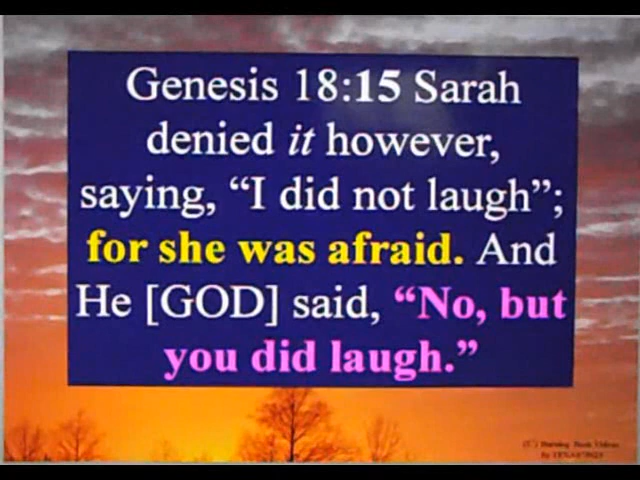 Genesis 18:15 Sarah
denied it however,
saying, “I did not laugh”;
for she was afraid. And
He [GOD] said, “No, but
you did laugh.”